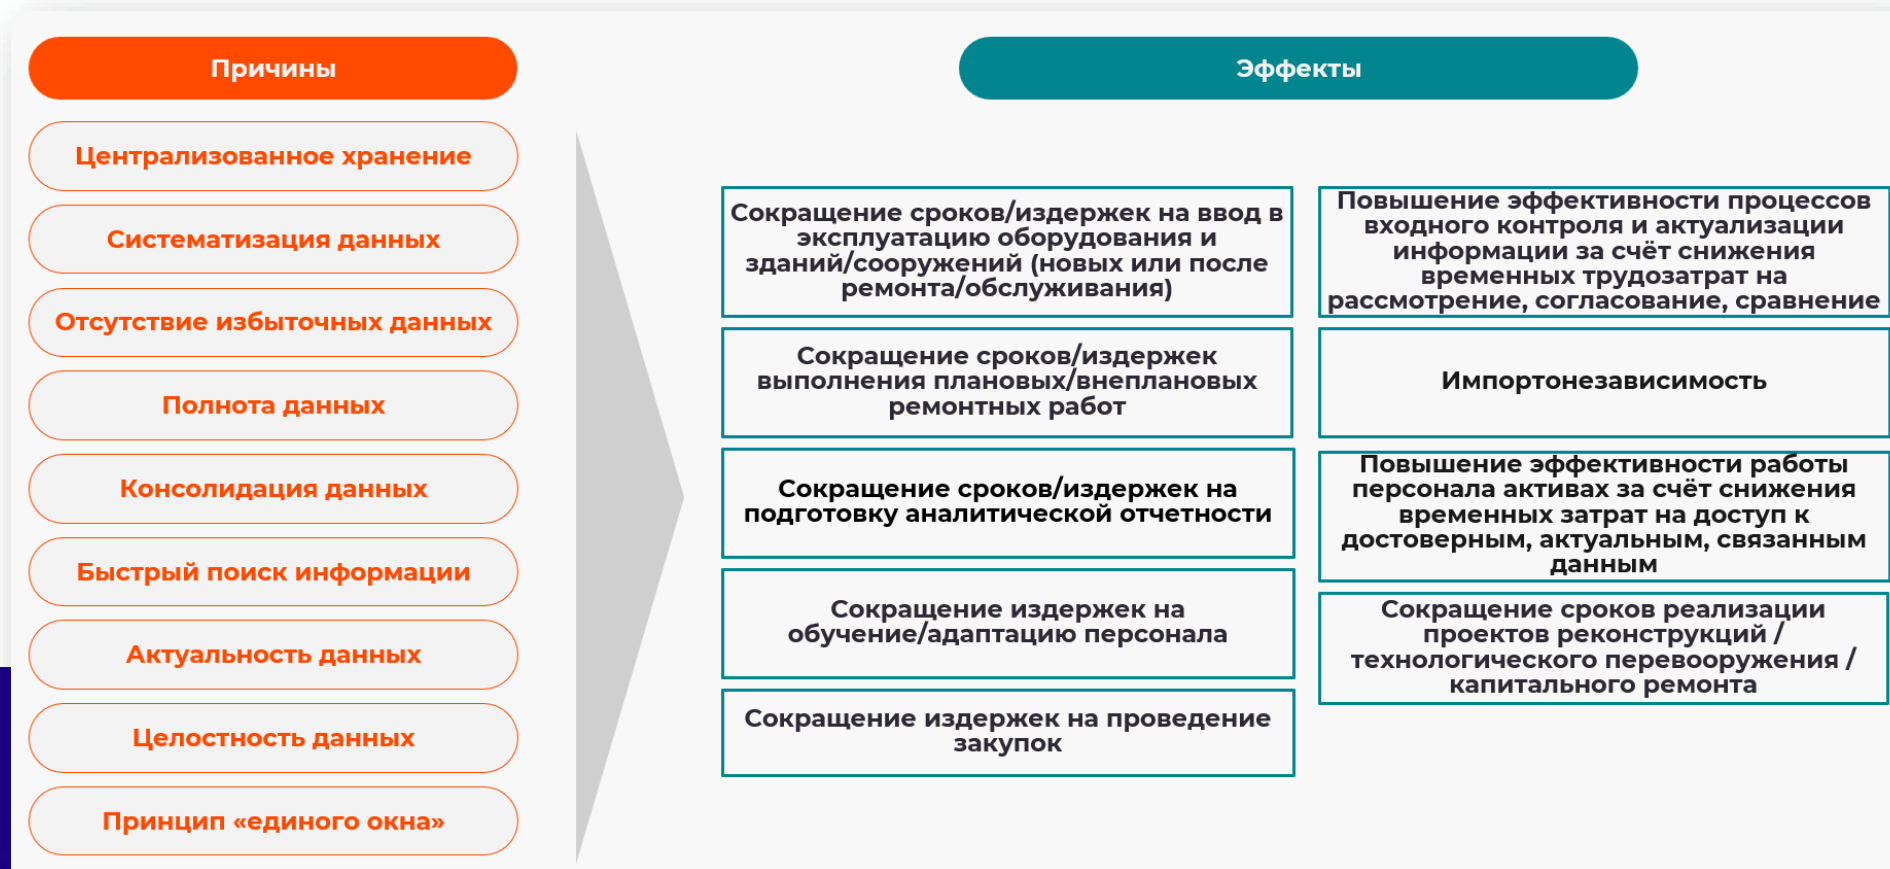 Причины
Централизованное хранение
Систематизация данных
Отсутствие избыточных данных
Полнота данных
Консолидация данных
Быстрый поиск информации
Актуальность данных
Целостность данных
Принцип «единого окна»
Эффекты
Сокращение сроков/издержек на ввод в
эксплуатацию оборудования и
зданий/сооружений (новых или после
ремонта/обслуживания)
Сокращение сроков/издержек
выполнения плановых/внеплановых
ремонтных работ
Сокращение сроков/издержек на
подготовку аналитической отчетности
Сокращение издержек на
обучение/адаптацию персонала
Сокращение издержек на проведение
закупок
Повышение эффективности процессов
входного контроля и актуализации
информации за счёт снижения
временных трудозатрат на
рассмотрение, согласование, сравнение
Импортонезависимость
Повышение эффективности работы
персонала активах за счёт снижения
временных затрат на доступ к
достоверным, актуальным, связанным
данным
Сокращение сроков реализации
проектов реконструкций /
технологического перевооружения /
капитального ремонта